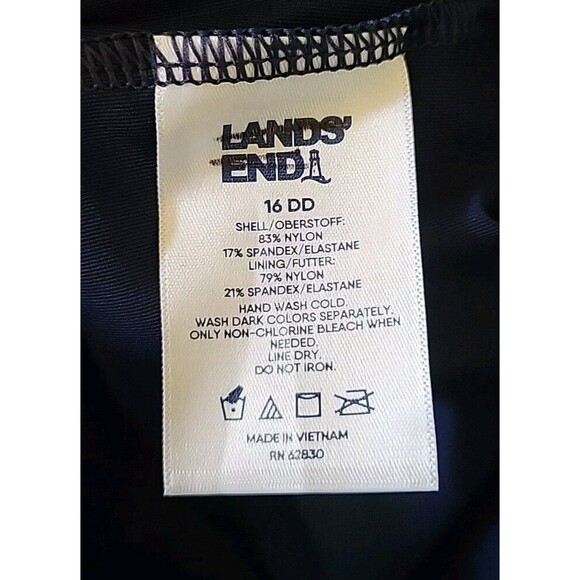 LANDS'
END
16 DD
SHELL/OBERSTOFF:
83% NYLON
17% SPANDEX/ELASTANE
LINING/FUTTER:
79% NYLON
21% SPANDEX/ELASTANE
HAND WASH COLD.
WASH DARK COLORS SEPARATELY.
ONLY NON-CHLORINE BLEACH WHEN
NEEDED.
LINE DRY.
DO NOT IRON.
MADE IN VIETNAM
RN 62830